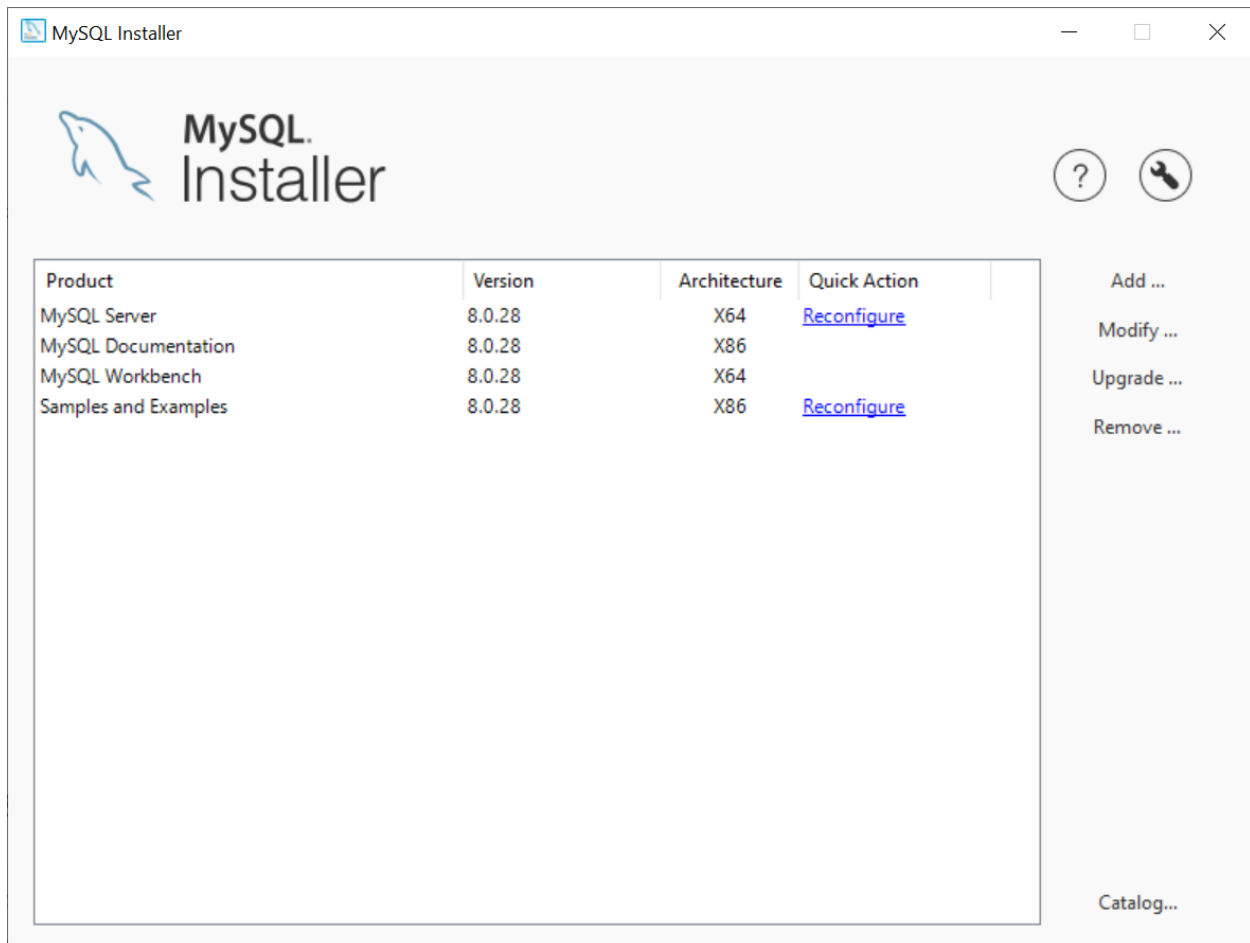 MySQL Installer
MySQL.
Installer
?
Product Version Architecture Quick Action
MySQL Server 8.0.28 X64 Reconfigure
MySQL Documentation 8.0.28 X86
MySQL Workbench 8.0.28 X64
Samples and Examples 8.0.28 X86 Reconfigure
Add ...
Modify ...
Upgrade ...
Remove ...
Catalog...